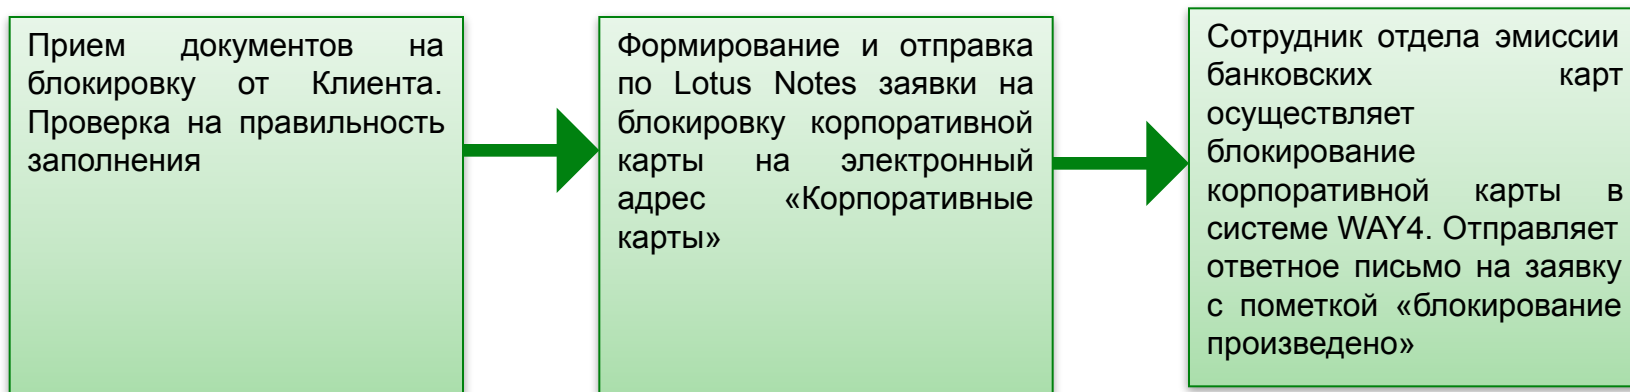 Прием документов на
блокировку от Клиента.
Проверка на правильность
заполнения
Формирование и отправка
по Lotus Notes заявки на
блокировку корпоративной
карты на электронный
адрес «Корпоративные
карты»
Сотрудник отдела эмиссии
банковских карт
осуществляет
блокирование
корпоративной карты в
системе WAY4. Отправляет
ответное письмо на заявку
с пометкой «блокирование
произведено»